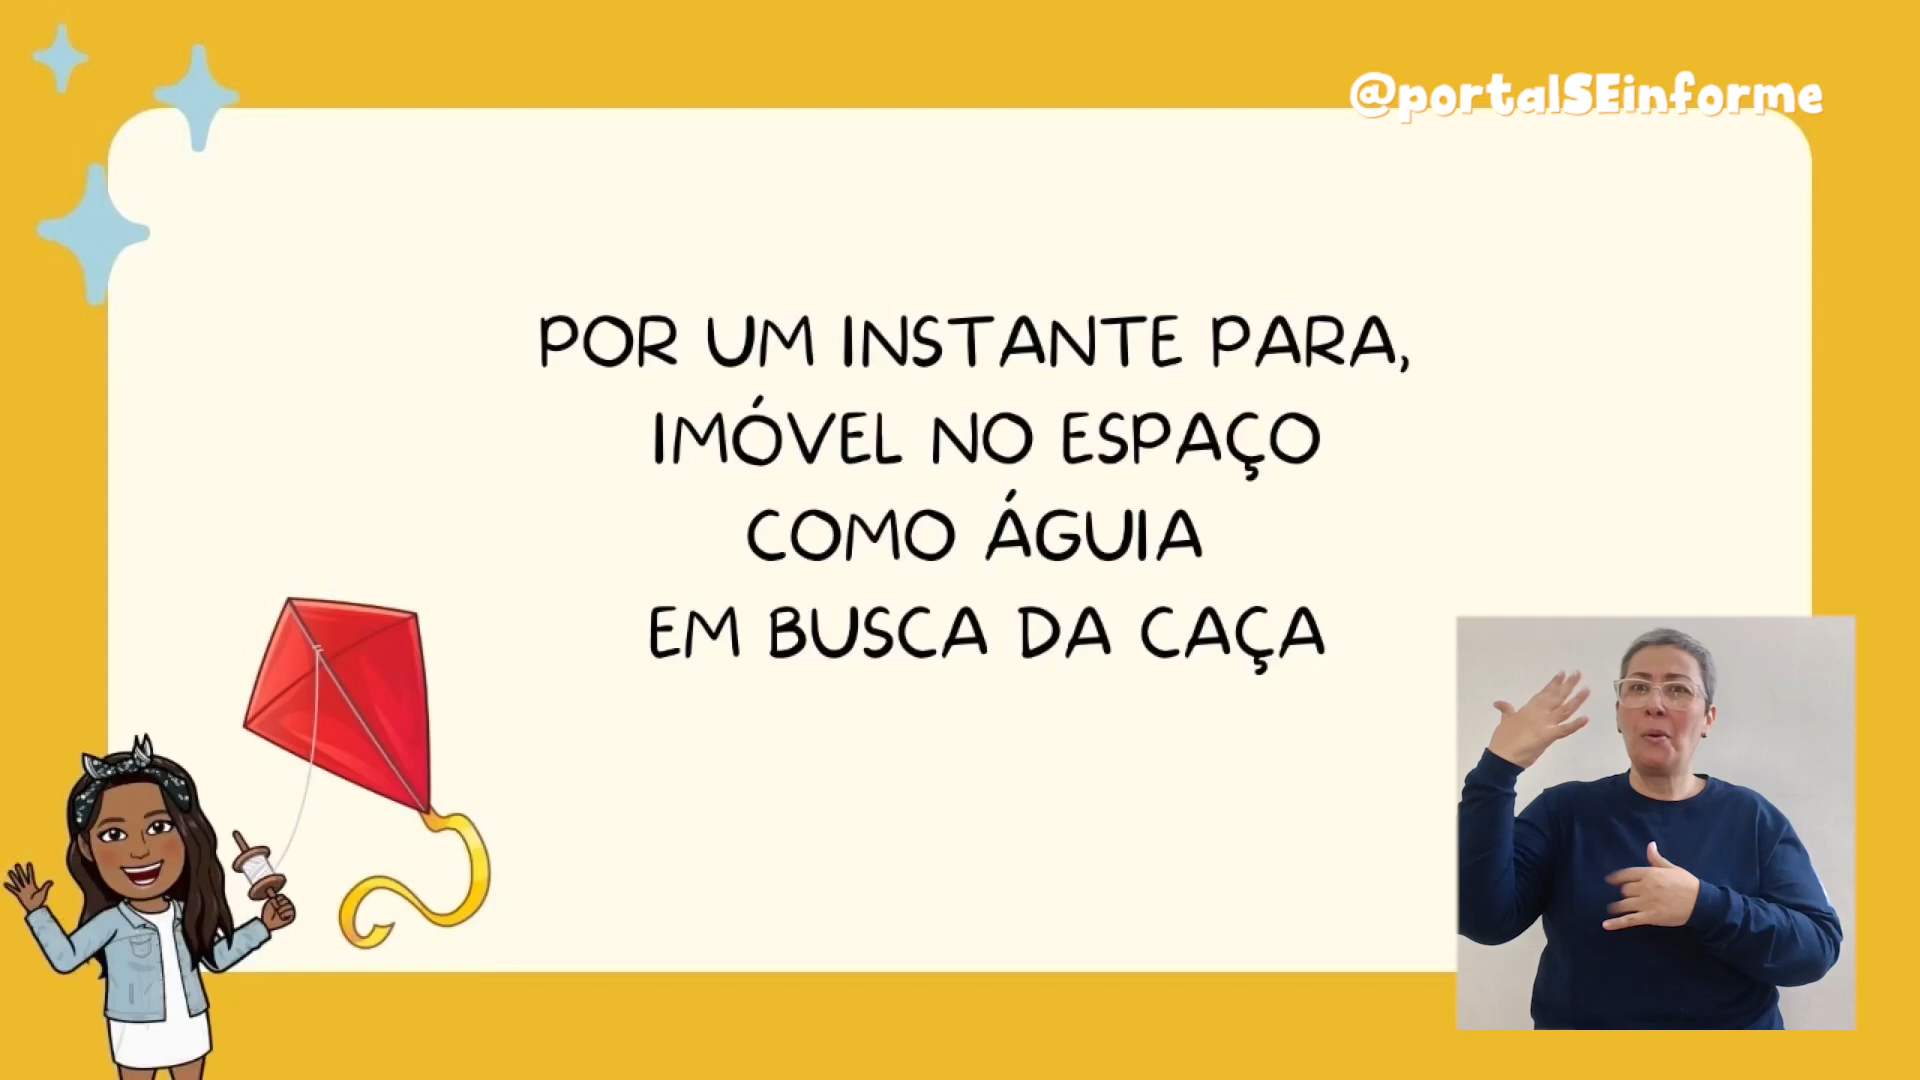 @portalSEinforme
POR UM INSTANTE PARA,
IMÓVEL NO ESPAÇO
COMO ÁGUIA
EM BUSCA DA CAÇA